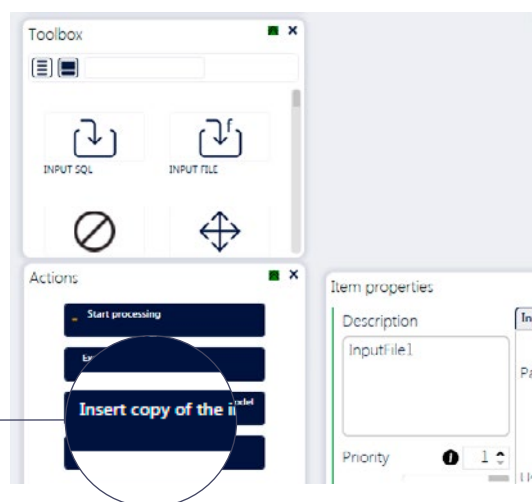 Toolbox
INPUT SQL
INPUT FILE
Actions
Start processing
Insert copy of the
Item properties
Description
InputFile1
Priority
1